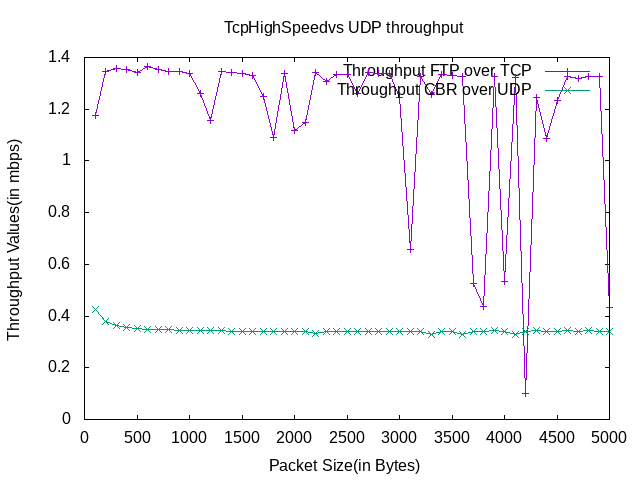 TcpHighSpeedvs UDP throughput
Throughput FTP over TCP
Throughput CBR over UDP
Throughput Values(in mbps)
1.4
1.2
1
0.8
0.6
0.4
0.2
0
0 500 1000 1500 2000 2500 3000 3500 4000 4500 5000
Packet Size(in Bytes)